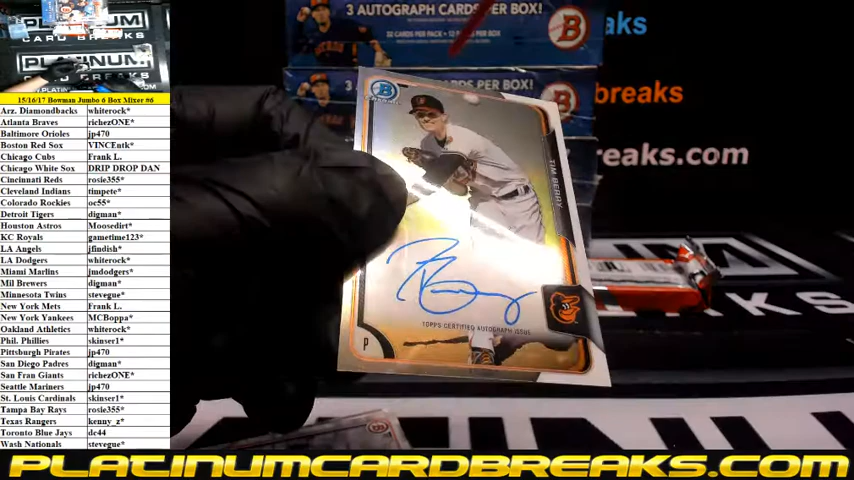 PLATINUM
CARD BREAKS
15/16/17 Bowman Jumbo 6 Box Mixer #6
Arz. Diamondbacks whiterock*
Atlanta Braves richezONE*
Baltimore Orioles jp470
Boston Red Sox VINCEntk*
Chicago Cubs Frank L.
Chicago White Sox DRIP DROP DAN
Cincinnati Reds rosie355*
Cleveland Indians timpete*
Colorado Rockies oc55*
Detroit Tigers digman*
Houston Astros Moosedirt*
KC Royals gametime123*
LA Angels jfindish*
LA Dodgers whiterock*
Miami Marlins jmdodgers*
Mil Brewers digman*
Minnesota Twins stevegue*
New York Mets Frank L.
New York Yankees MCBoppa*
Oakland Athletics whiterock*
Phil. Phillies skinser1*
Pittsburgh Pirates jp470
San Diego Padres digman*
San Fran Giants richezONE*
Seattle Mariners jp470
St. Louis Cardinals skinser1*
Tampa Bay Rays rosie355*
Texas Rangers kenny_z*
Toronto Blue Jays dc44
Wash Nationals stevegue*
3 AUTOGRAPH CARDS PER BOX!
B
TIM BERRY
TOPPS CERTIFIED AUTOGRAPH ISSUE
P
aks
breaks
reaks.com
PLATINUMCARDBREAKS.COM